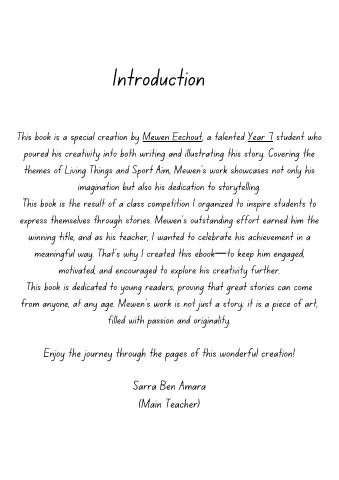 Introduction
This book is a special creation by Mewen Eechout, a talented Year 7 student who
poured his creativity into both writing and illustrating this story. Covering the
themes of Living Things and Sport Aim, Mewen's work showcases not only his
imagination but also his dedication to storytelling.
This book is the result of a class competition I organized to inspire students to
express themselves through stories. Mewen's outstanding effort earned him the
winning title, and as his teacher, I wanted to celebrate his achievement in a
meaningful way. That's why I created this ebook—to keep him engaged,
motivated, and encouraged to explore his creativity further.
This book is dedicated to young readers, proving that great stories can come
from anyone, at any age. Mewen's work is not just a story; it is a piece of art,
filled with passion and originality.
Enjoy the journey through the pages of this wonderful creation!
Sarra Ben Amara
(Main Teacher)